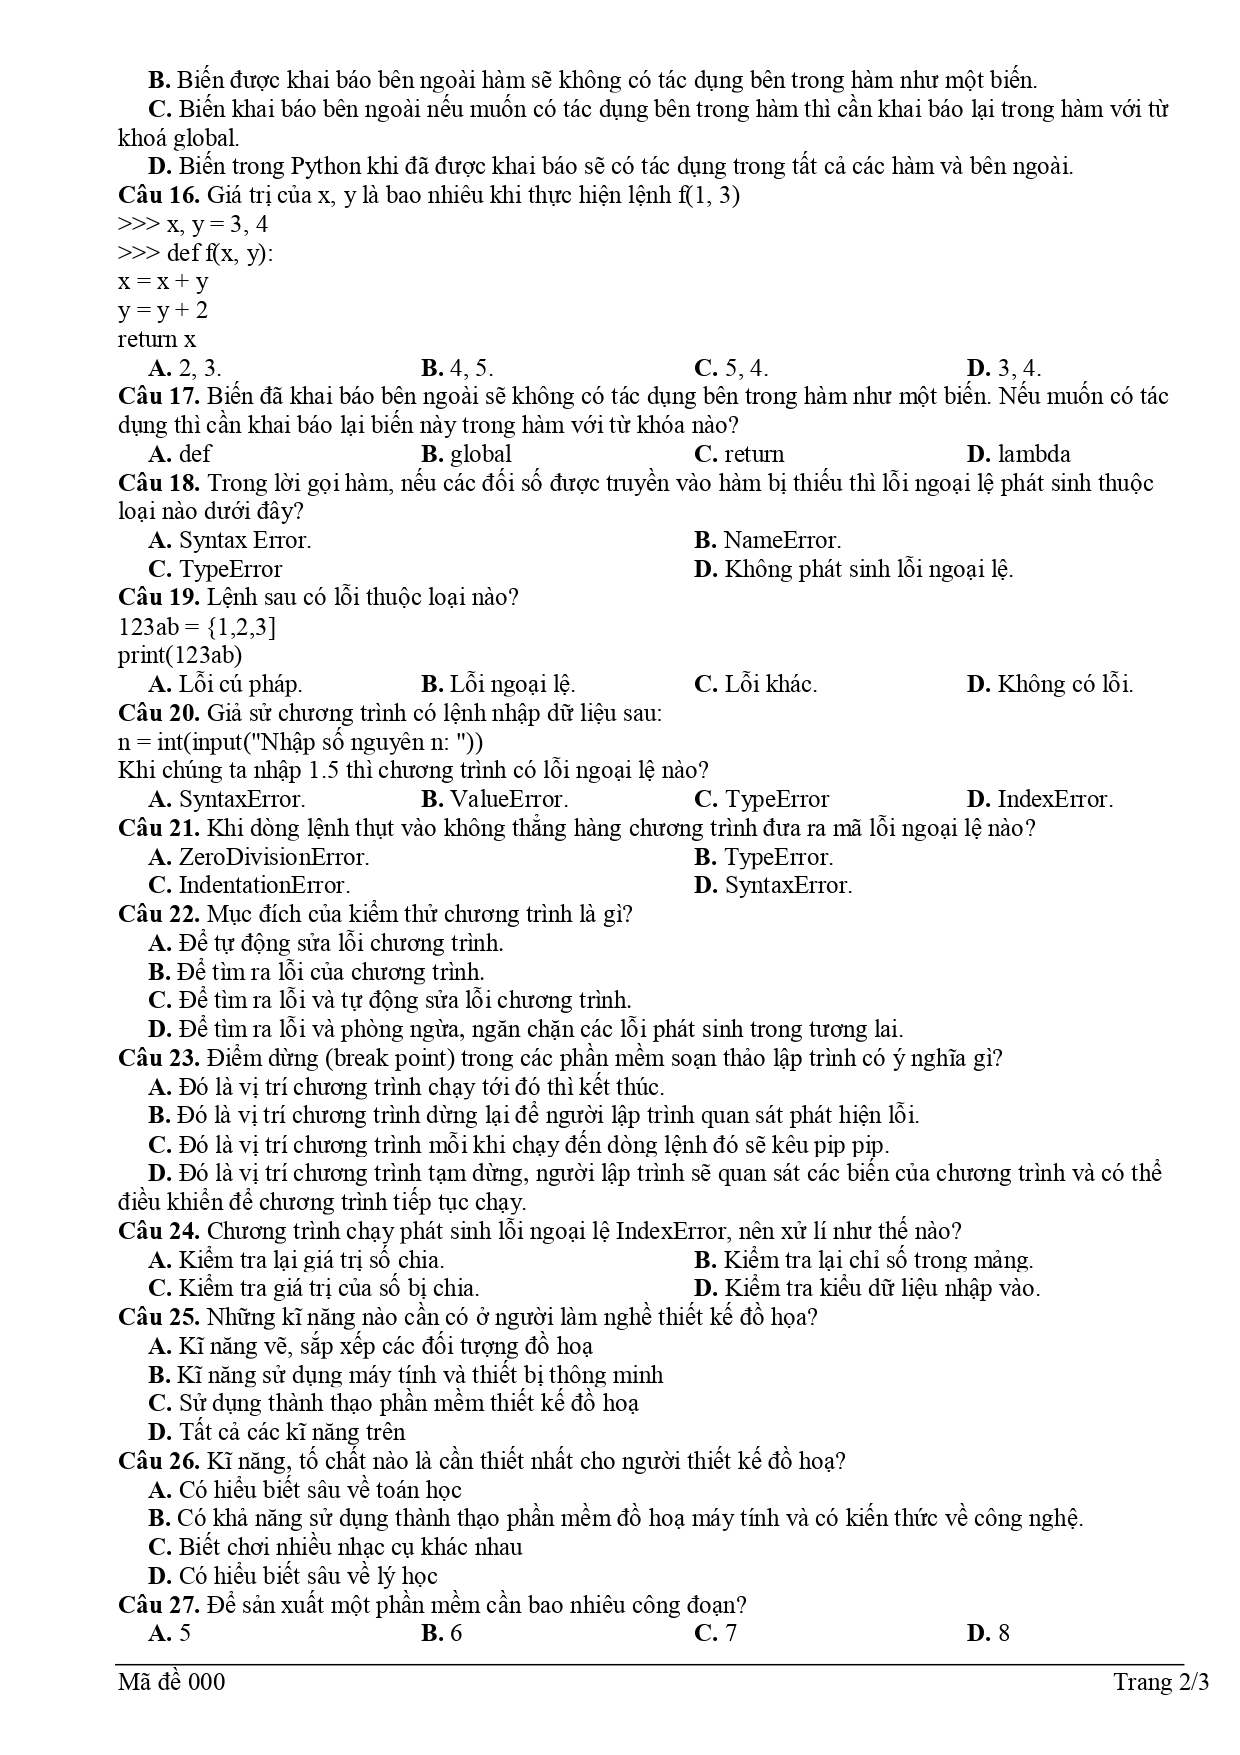 B. Biến được khai báo bên ngoài hàm sẽ không có tác dụng bên trong hàm như một biến.
C. Biến khai báo bên ngoài nếu muốn có tác dụng bên trong hàm thì cần khai báo lại trong hàm với từ
khoá global.
D. Biến trong Python khi đã được khai báo sẽ có tác dụng trong tất cả các hàm và bên ngoài.
Câu 16. Giá trị của x, y là bao nhiêu khi thực hiện lệnh f(1, 3)
>>> x, y = 3, 4
>>> def f(x, y):
x = x + y
y = y + 2
return x
A. 2, 3. B. 4, 5. C. 5, 4. D. 3, 4.
Câu 17. Biến đã khai báo bên ngoài sẽ không có tác dụng bên trong hàm như một biến. Nếu muốn có tác
dụng thì cần khai báo lại biến này trong hàm với từ khóa nào?
A. def B. global C. return D. lambda
Câu 18. Trong lời gọi hàm, nếu các đối số được truyền vào hàm bị thiếu thì lỗi ngoại lệ phát sinh thuộc
loại nào dưới đây?
A. Syntax Error. B. NameError.
C. TypeError D. Không phát sinh lỗi ngoại lệ.
Câu 19. Lệnh sau có lỗi thuộc loại nào?
123ab = {1,2,3]
print(123ab)
A. Lỗi cú pháp. B. Lỗi ngoại lệ. C. Lỗi khác. D. Không có lỗi.
Câu 20. Giả sử chương trình có lệnh nhập dữ liệu sau:
n = int(input("Nhập số nguyên n: "))
Khi chúng ta nhập 1.5 thì chương trình có lỗi ngoại lệ nào?
A. SyntaxError. B. ValueError. C. TypeError D. IndexError.
Câu 21. Khi dòng lệnh thụt vào không thẳng hàng chương trình đưa ra mã lỗi ngoại lệ nào?
A. ZeroDivisionError. B. TypeError.
C. IndentationError. D. SyntaxError.
Câu 22. Mục đích của kiểm thử chương trình là gì?
A. Để tự động sửa lỗi chương trình.
B. Để tìm ra lỗi của chương trình.
C. Để tìm ra lỗi và tự động sửa lỗi chương trình.
D. Để tìm ra lỗi và phòng ngừa, ngăn chặn các lỗi phát sinh trong tương lai.
Câu 23. Điểm dừng (break point) trong các phần mềm soạn thảo lập trình có ý nghĩa gì?
A. Đó là vị trí chương trình chạy tới đó thì kết thúc.
B. Đó là vị trí chương trình dừng lại để người lập trình quan sát phát hiện lỗi.
C. Đó là vị trí chương trình mỗi khi chạy đến dòng lệnh đó sẽ kêu pip pip.
D. Đó là vị trí chương trình tạm dừng, người lập trình sẽ quan sát các biến của chương trình và có thể
điều khiển để chương trình tiếp tục chạy.
Câu 24. Chương trình chạy phát sinh lỗi ngoại lệ IndexError, nên xử lí như thế nào?
A. Kiểm tra lại giá trị số chia. B. Kiểm tra lại chỉ số trong mảng.
C. Kiểm tra giá trị của số bị chia. D. Kiểm tra kiểu dữ liệu nhập vào.
Câu 25. Những kĩ năng nào cần có ở người làm nghề thiết kế đồ họa?
A. Kĩ năng vẽ, sắp xếp các đối tượng đồ hoạ
B. Kĩ năng sử dụng máy tính và thiết bị thông minh
C. Sử dụng thành thạo phần mềm thiết kế đồ hoạ
D. Tất cả các kĩ năng trên
Câu 26. Kĩ năng, tố chất nào là cần thiết nhất cho người thiết kế đồ hoạ?
A. Có hiểu biết sâu về toán học
B. Có khả năng sử dụng thành thạo phần mềm đồ hoạ máy tính và có kiến thức về công nghệ.
C. Biết chơi nhiều nhạc cụ khác nhau
D. Có hiểu biết sâu về lý học
Câu 27. Để sản xuất một phần mềm cần bao nhiêu công đoạn?
A. 5 B. 6 C. 7 D. 8
Mã đề 000 Trang 2/3